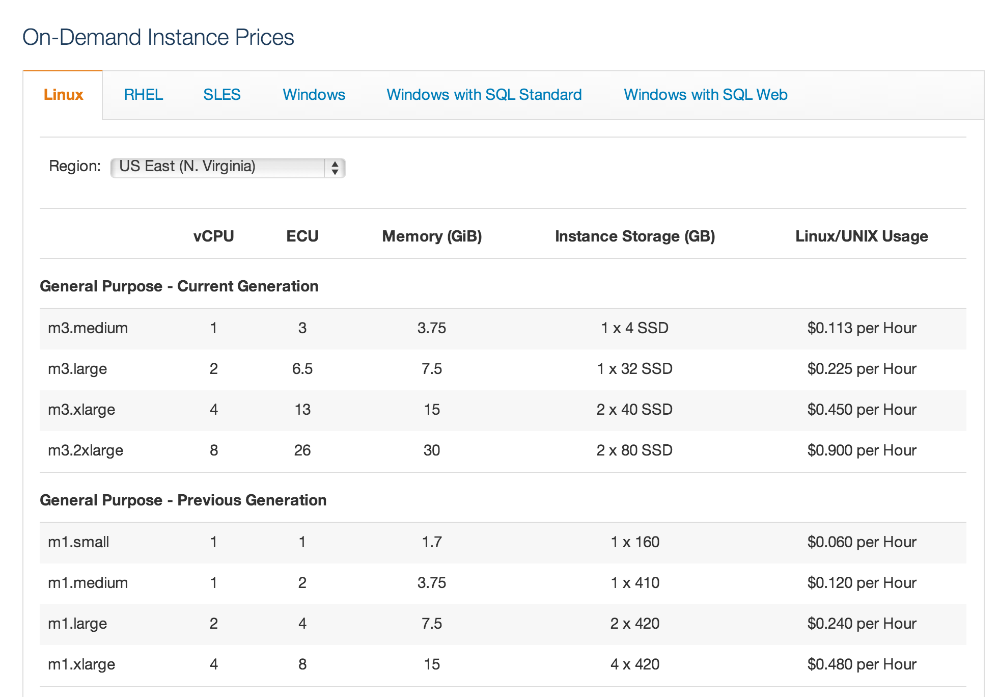 On-Demand Instance Prices
Linux RHEL SLES Windows Windows with SQL Standard Windows with SQL Web
Region: US East (N. Virginia)
vCPU ECU Memory (GiB) Instance Storage (GB) Linux/UNIX Usage
General Purpose - Current Generation
m3.medium 1 3 3.75 1 x 4 SSD $0.113 per Hour
m3.large 2 6.5 7.5 1 x 32 SSD $0.225 per Hour
m3.xlarge 4 13 15 2 x 40 SSD $0.450 per Hour
m3.2xlarge 8 26 30 2 x 80 SSD $0.900 per Hour
General Purpose - Previous Generation
m1.small 1 1 1.7 1 x 160 $0.060 per Hour
m1.medium 1 2 3.75 1 x 410 $0.120 per Hour
m1.large 2 4 7.5 2 x 420 $0.240 per Hour
m1.xlarge 4 8 15 4 x 420 $0.480 per Hour